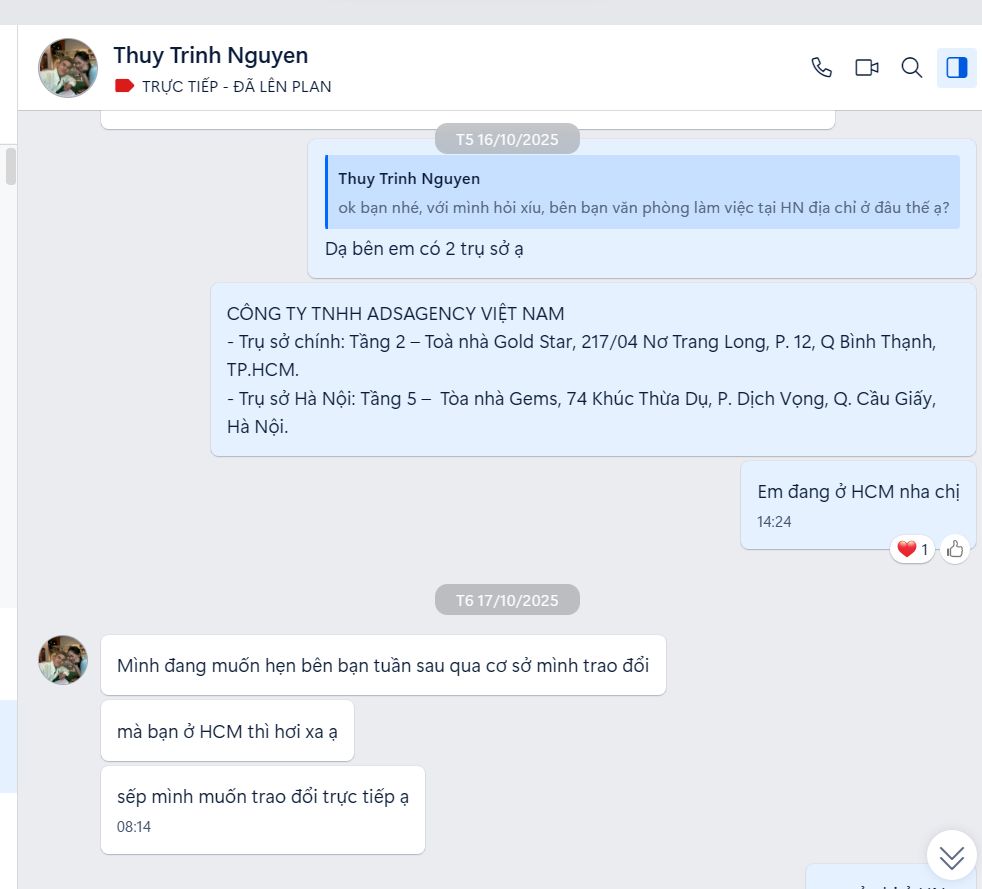 Thuy Trinh Nguyen
TRỰC TIẾP - ĐÃ LÊN PLAN
T5 16/10/2025
Thuy Trinh Nguyen
ok bạn nhé, với mình hỏi xíu, bên bạn văn phòng làm việc tại HN địa chỉ ở đâu thế ạ?
Dạ bên em có 2 trụ sở ạ
CÔNG TY TNHH ADSAGENCY VIỆT NAM
- Trụ sở chính: Tầng 2 – Toà nhà Gold Star, 217/04 Nơ Trang Long, P. 12, Q Bình Thạnh,
TP.HCM.
- Trụ sở Hà Nội: Tầng 5 –  Tòa nhà Gems, 74 Khúc Thừa Dụ, P. Dịch Vọng, Q. Cầu Giấy,
Hà Nội.
Em đang ở HCM nha chị
14:24
1
T6 17/10/2025
Mình đang muốn hẹn bên bạn tuần sau qua cơ sở mình trao đổi
mà bạn ở HCM thì hơi xa ạ
sếp mình muốn trao đổi trực tiếp ạ
08:14